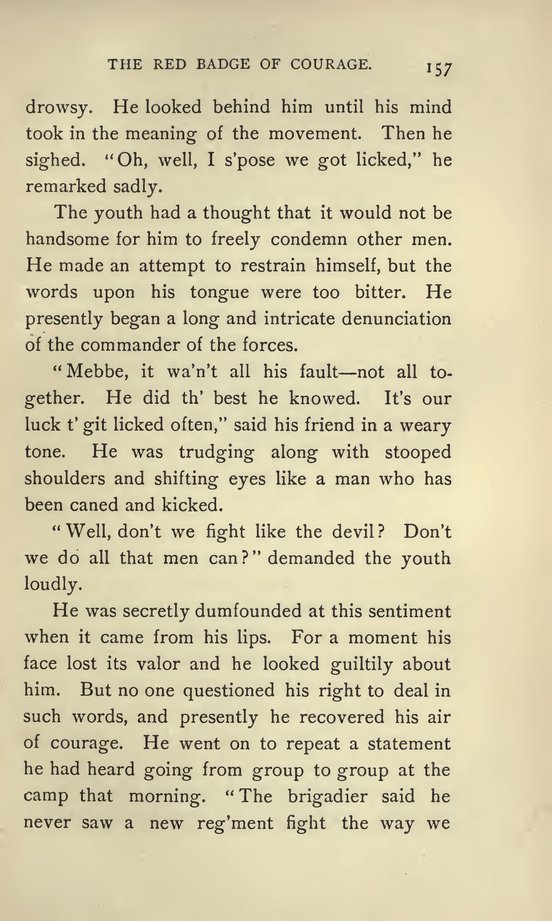 THE RED BADGE OF COURAGE. 157
drowsy. He looked behind him until his mind
took in the meaning of the movement. Then he
sighed. "Oh, well, I s'pose we got licked," he
remarked sadly.
The youth had a thought that it would not be
handsome for him to freely condemn other men.
He made an attempt to restrain himself, but the
words upon his tongue were too bitter. He
presently began a long and intricate denunciation
of the commander of the forces.
"Mebbe, it wa'n't all his fault—not all to-
gether. He did th' best he knowed. It's our
luck t' git licked often," said his friend in a weary
tone. He was trudging along with stooped
shoulders and shifting eyes like a man who has
been caned and kicked.
"Well, don't we fight like the devil? Don't
we do all that men can?" demanded the youth
loudly.
He was secretly dumfounded at this sentiment
when it came from his lips. For a moment his
face lost its valor and he looked guiltily about
him. But no one questioned his right to deal in
such words, and presently he recovered his air
of courage. He went on to repeat a statement
he had heard going from group to group at the
camp that morning. "The brigadier said he
never saw a new reg'ment fight the way we